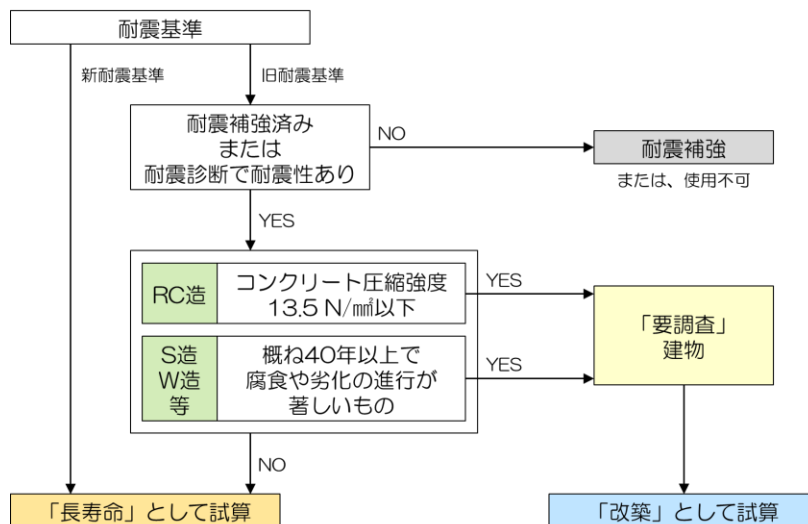 耐震基準
新耐震基準
旧耐震基準
耐震補強済み
または
耐震診断で耐震性あり
NO
耐震補強
または、使用不可
YES
RC造
コンクリート圧縮強度
13.5 N/㎟以下
YES
S造
W造
等
概ね40年以上で
腐食や劣化の進行が
著しいもの
YES
「要調査」
建物
NO
「長寿命」として試算
「改築」として試算